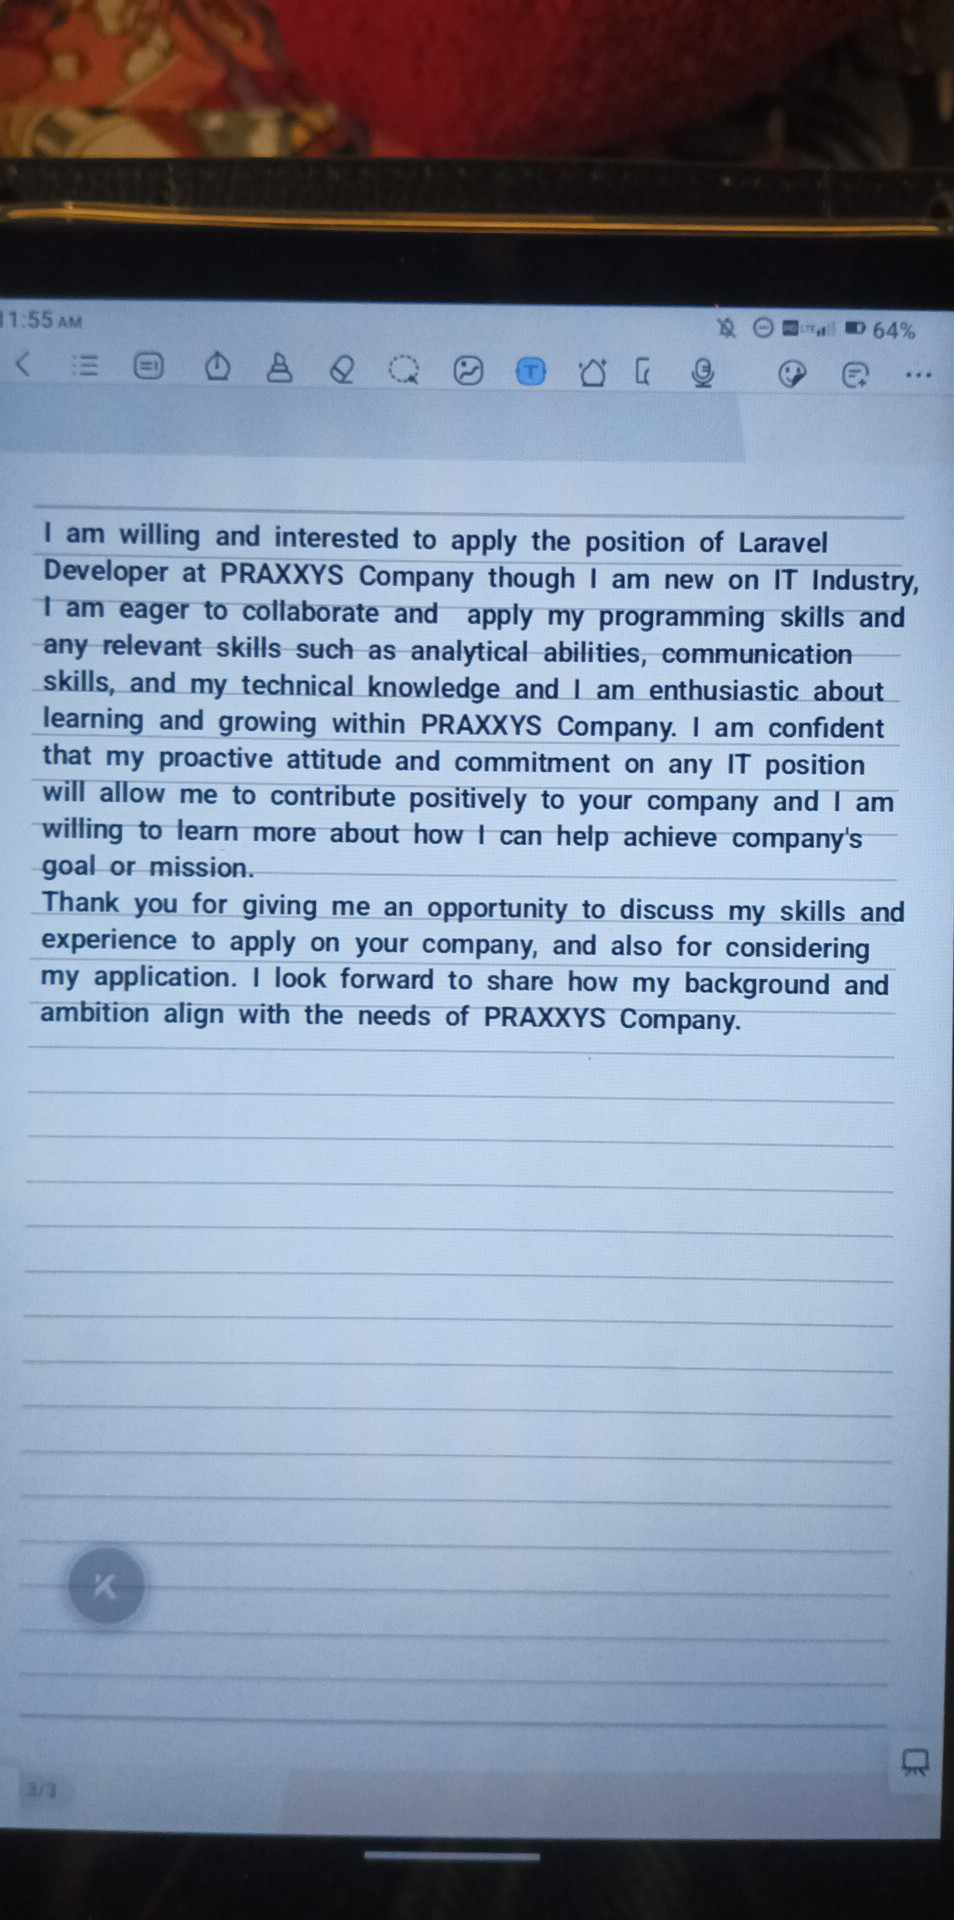 11:55 AM
64%
I am willing and interested to apply the position of Laravel
Developer at PRAXXYS Company though I am new on IT Industry,
I am eager to collaborate and apply my programming skills and
any relevant skills such as analytical abilities, communication
skills, and my technical knowledge and I am enthusiastic about
learning and growing within PRAXXYS Company. I am confident
that my proactive attitude and commitment on any IT position
will allow me to contribute positively to your company and I am
willing to learn more about how I can help achieve company's
goal or mission.
Thank you for giving me an opportunity to discuss my skills and
experience to apply on your company, and also for considering
my application. I look forward to share how my background and
ambition align with the needs of PRAXXYS Company.
3/3